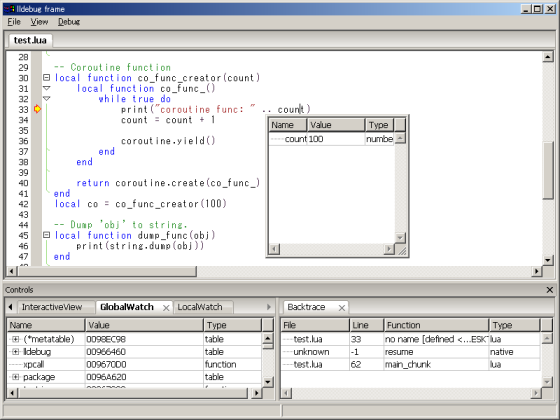 lldebug frame
File View Debug
test.lua
28
29 -- Coroutine function
30 local function co_func_creator(count)
31 local function co_func_()
32 while true do
33 print("coroutine func: " .. count)
34 count = count + 1
35
36 coroutine.yield()
37 end
38 end
39
40 return coroutine.create(co_func_)
41 end
42 local co = co_func_creator(100)
43
44 -- Dump 'obj' to string.
45 local function dump_func(obj)
46 print(string.dump(obj))
47 end
Name Value Type
count 100 numbe
Controls
InteractiveView GlobalWatch LocalWatch
Name Value Type
(*metatable) 0098EC98 table
lldebug 00966460 table
xpcall 009670D0 function
package 0096A620 table
Backtrace
File Line Function Type
test.lua 33 no name [defined <...ESK lua
unknown -1 resume native
test.lua 62 main_chunk lua